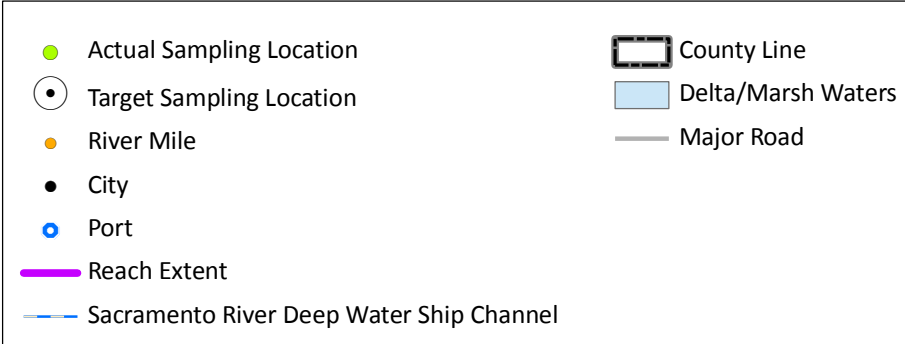 Actual Sampling Location
Target Sampling Location
River Mile
City
Port
Reach Extent
Sacramento River Deep Water Ship Channel
County Line
Delta/Marsh Waters
Major Road